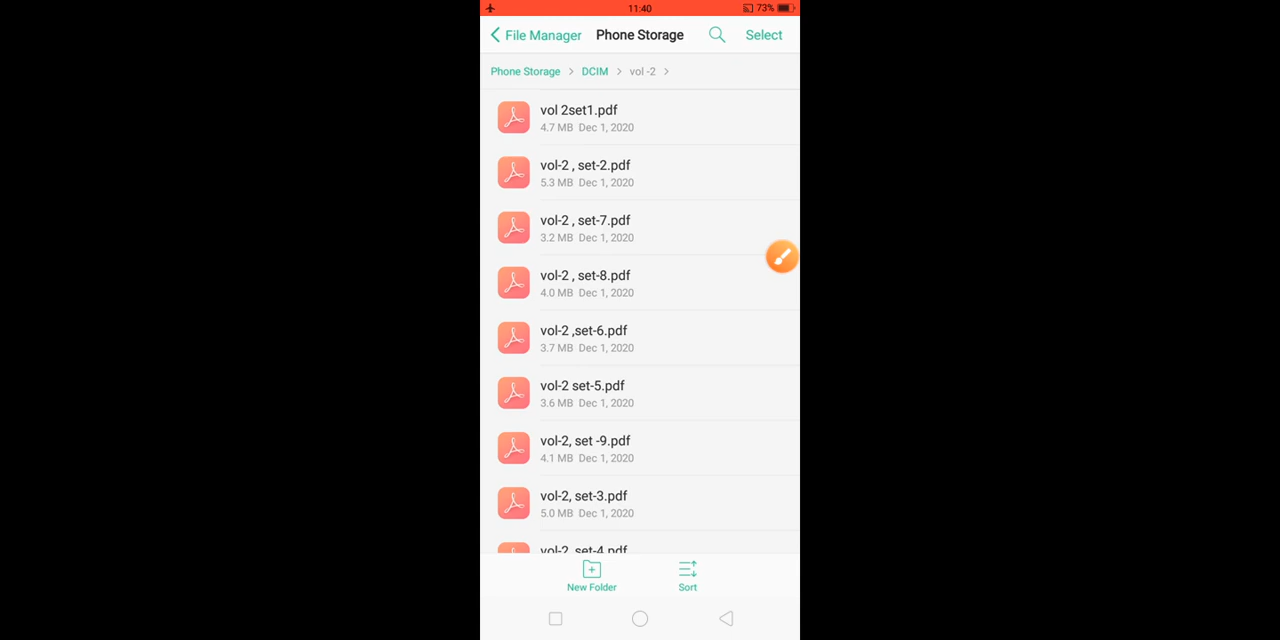 11:40
73%
File Manager Phone Storage Select
Phone Storage > DCIM > vol -2 >
vol 2set1.pdf
4.7 MB Dec 1, 2020
vol-2 , set-2.pdf
5.3 MB Dec 1, 2020
vol-2 , set-7.pdf
3.2 MB Dec 1, 2020
vol-2 , set-8.pdf
4.0 MB Dec 1, 2020
vol-2 ,set-6.pdf
3.7 MB Dec 1, 2020
vol-2 set-5.pdf
3.6 MB Dec 1, 2020
vol-2, set -9.pdf
4.1 MB Dec 1, 2020
vol-2, set-3.pdf
5.0 MB Dec 1, 2020
vol-2, set-4.pdf
New Folder Sort